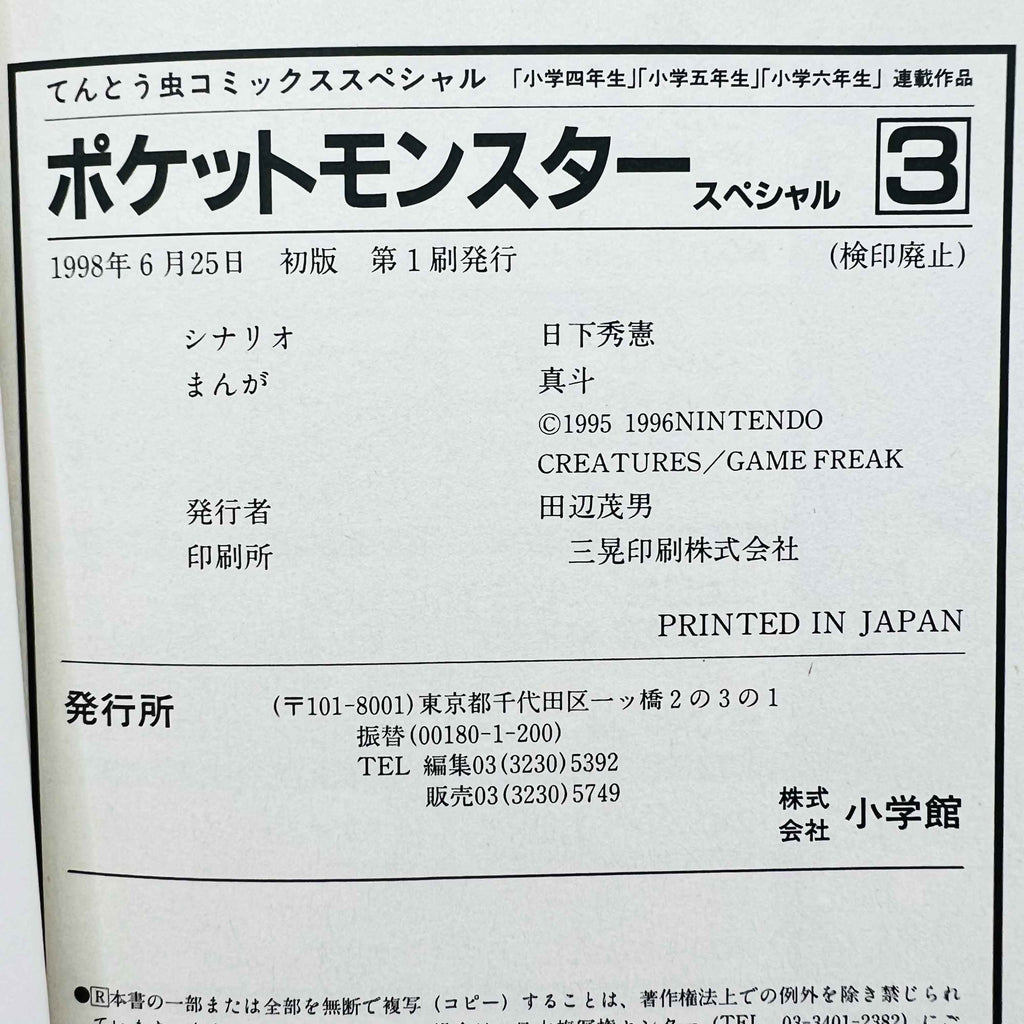 てんとう虫コミックススペシャル 「小学四年生」「小学五年生」「小学六年生」 連載作品
ポケットモンスタースペシャル 3
1998年6月25日 初版 第1刷発行 (検印廃止)
シナリオ 日下秀憲
まんが 真斗
©1995 1996NINTENDO
CREATURES/GAME FREAK
発行者 田辺茂男
印刷所 三晃印刷株式会社
PRINTED IN JAPAN
発行所 (〒101-8001)東京都千代田区一ッ橋2の3の1
振替(00180-1-200)
TEL 編集03(3230)5392
販売03(3230)5749
株式会社 小学館
●R本書の一部または全部を無断で複写(コピー)することは、著作権法上での例外を除き禁じられ
(TEL 03-3401-2382)にご